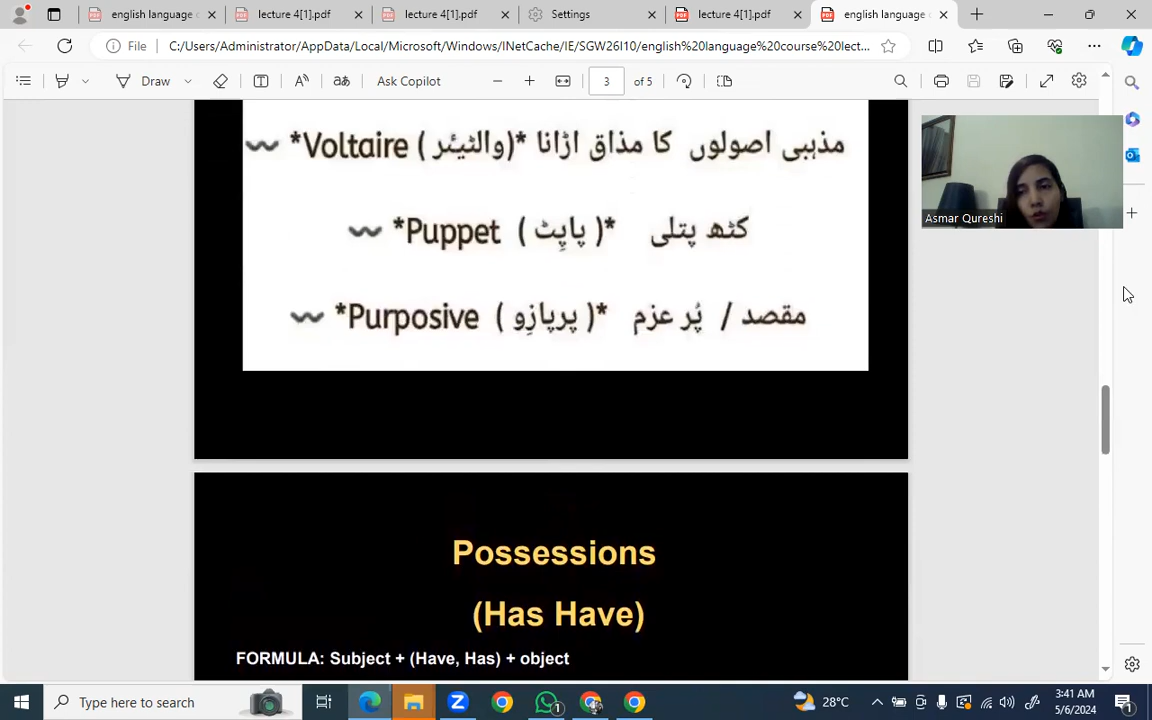 english language c
lecture 4[1].pdf
lecture 4[1].pdf
Settings
lecture 4[1].pdf
english language
File
C:/Users/Administrator/AppData/Local/Microsoft/Windows/INetCache/IE/SGW26I10/english%20language%20course%20lect...
Draw
aあ
Ask Copilot
3 of 5
*Voltaire ( والٹیئر)* مذہبی اصولوں کا مذاق اڑانا
*Puppet ( پاپِٹ )* کٹھ پتلی
*Purposive ( پرپازِو )* مقصد / پُر عزم
Asmar Qureshi
Possessions
(Has Have)
FORMULA: Subject + (Have, Has) + object
Type here to search
28°C
3:41 AM
5/6/2024